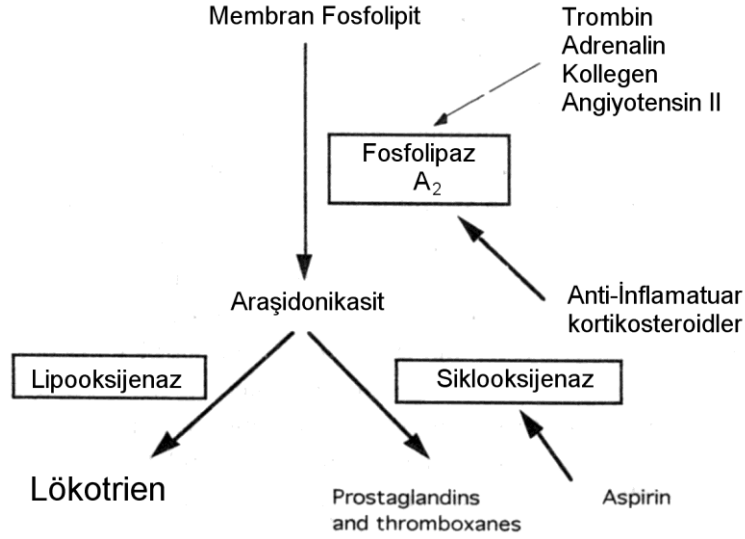 Membran Fosfolipit
Trombin
Adrenalin
Kollegen
Angiyotensin II
Fosfolipaz
A₂
Araşidonikasit
Anti-İnflamatuar
kortikosteroidler
Lipooksijenaz
Siklooksijenaz
Lökotrien
Prostaglandins
and thromboxanes
Aspirin